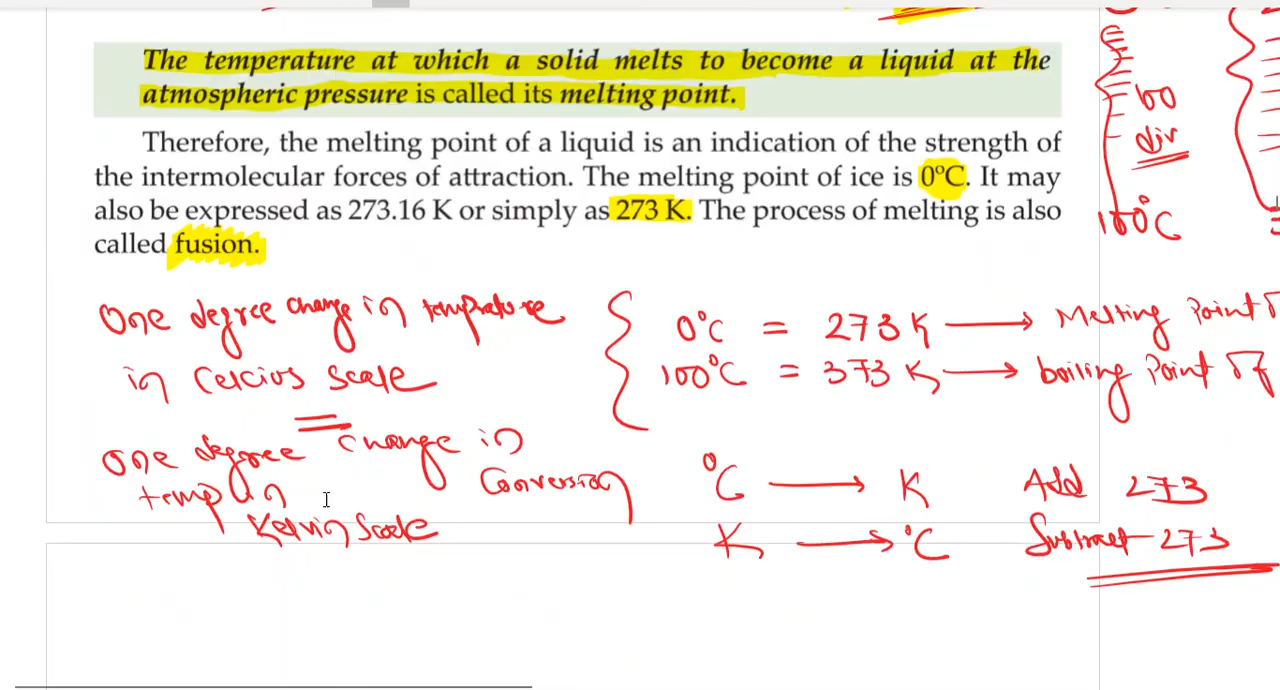 The temperature at which a solid melts to become a liquid at the
atmospheric pressure is called its melting point.
Therefore, the melting point of a liquid is an indication of the strength of
the intermolecular forces of attraction. The melting point of ice is 0°C. It may
also be expressed as 273.16 K or simply as 273 K. The process of melting is also
called fusion.
100
div
100°C
One degree change in temperature
in Celcius Scale
=
One degree change in
temp in
Kelvin Scale
0°C = 273 K → Melting Point
100°C = 373 K → boiling Point of
Conversion °C → K Add 273
K → °C Subtract 273